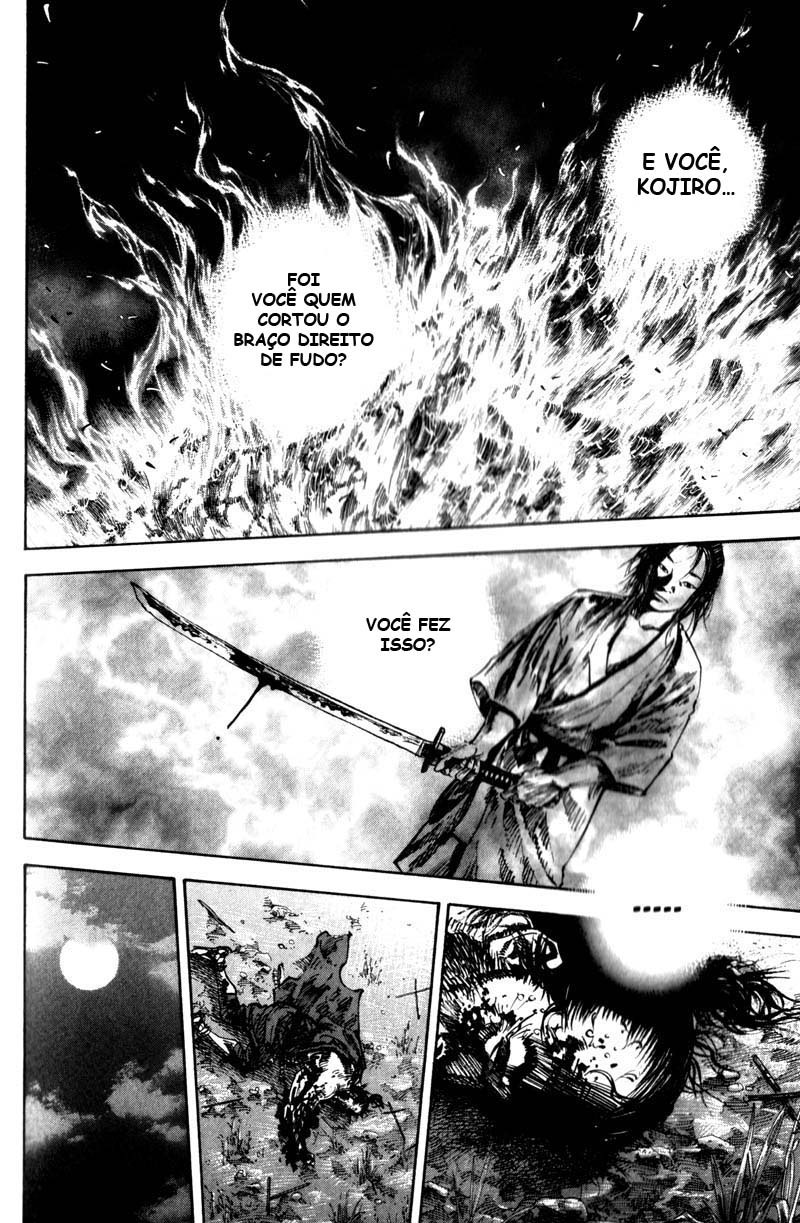 E VOCÊ,
KOJIRO...
FOI
VOCÊ QUEM
CORTOU O
BRAÇO DIREITO
DE FUDO?
VOCÊ FEZ
ISSO?
.....